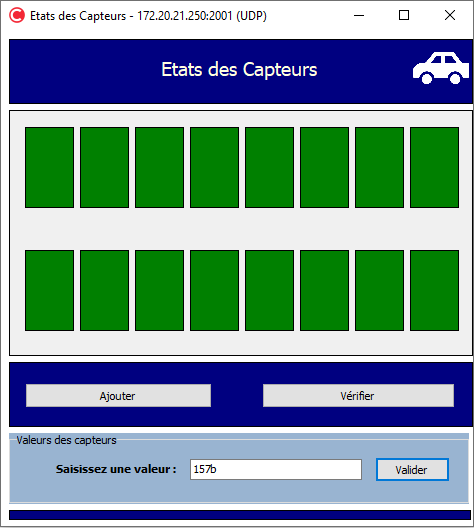 Etats des Capteurs - 172.20.21.250:2001 (UDP)
Etats des Capteurs
Ajouter
Vérifier
Valeurs des capteurs
Saisissez une valeur :
157b
Valider